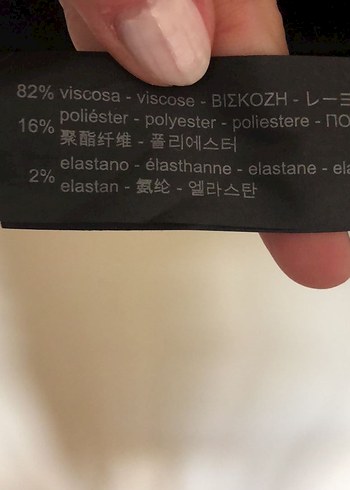 82% viscosa - viscose - ΒΙΣΚΟΖΗ - レーヨ
16% poliéster - polyester - poliestere - ΠΟ
聚酯纤维 - 폴리에스터
2% elastano - élasthanne - elastane - ela
elastan - 氨纶 - 엘라스탄